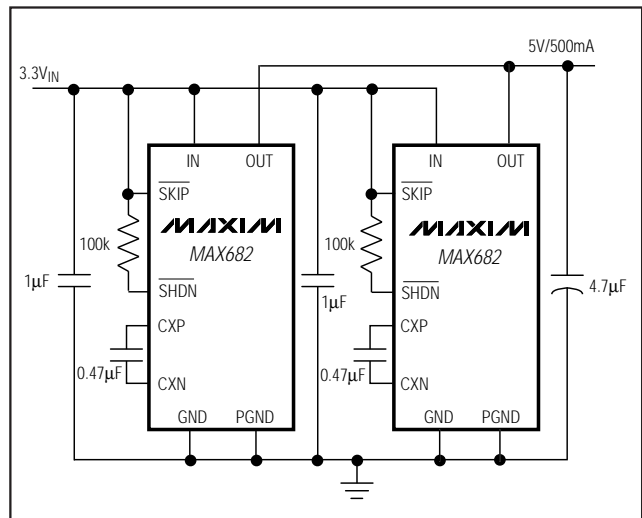 5V/500mA
3.3VIN
IN OUT
SKIP
MAXIM
MAX682
100k
SHDN
1µF
CXP
0.47µF
CXN
GND PGND
1µF
IN OUT
SKIP
MAXIM
MAX682
100k
SHDN
CXP
0.47µF
CXN
GND PGND
4.7µF